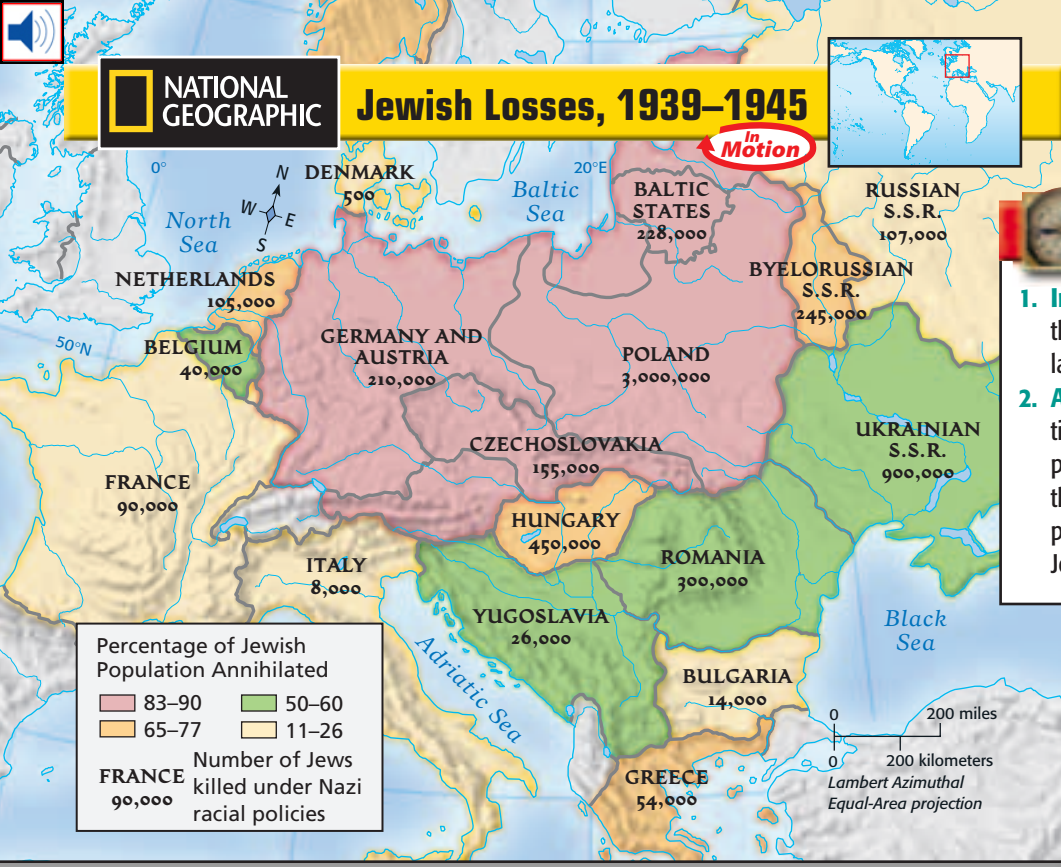 NATIONAL
GEOGRAPHIC
Jewish Losses, 1939–1945
In
Motion
0°
20°E
50°N
N
W
E
S
North
Sea
Baltic
Sea
DENMARK
500
BALTIC
STATES
228,000
RUSSIAN
S.S.R.
107,000
NETHERLANDS
105,000
BYELORUSSIAN
S.S.R.
245,000
BELGIUM
40,000
GERMANY AND
AUSTRIA
210,000
POLAND
3,000,000
CZECHOSLOVAKIA
155,000
UKRAINIAN
S.S.R.
900,000
FRANCE
90,000
HUNGARY
450,000
ITALY
8,000
ROMANIA
300,000
YUGOSLAVIA
26,000
Black
Sea
Adriatic Sea
BULGARIA
14,000
GREECE
54,000
Percentage of Jewish
Population Annihilated
83–90
50–60
65–77
11–26
FRANCE
90,000
Number of Jews
killed under Nazi
racial policies
0
200 miles
0
200 kilometers
Lambert Azimuthal
Equal-Area projection
1.
2.